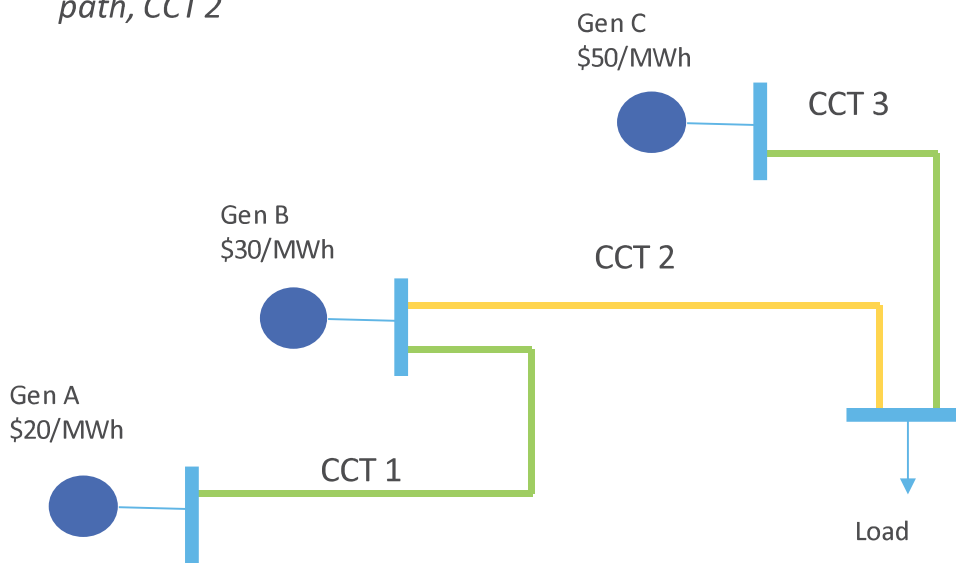 path, CCT 2
Gen C
$50/MWh
CCT 3
Gen B
$30/MWh
CCT 2
Gen A
$20/MWh
CCT 1
Load